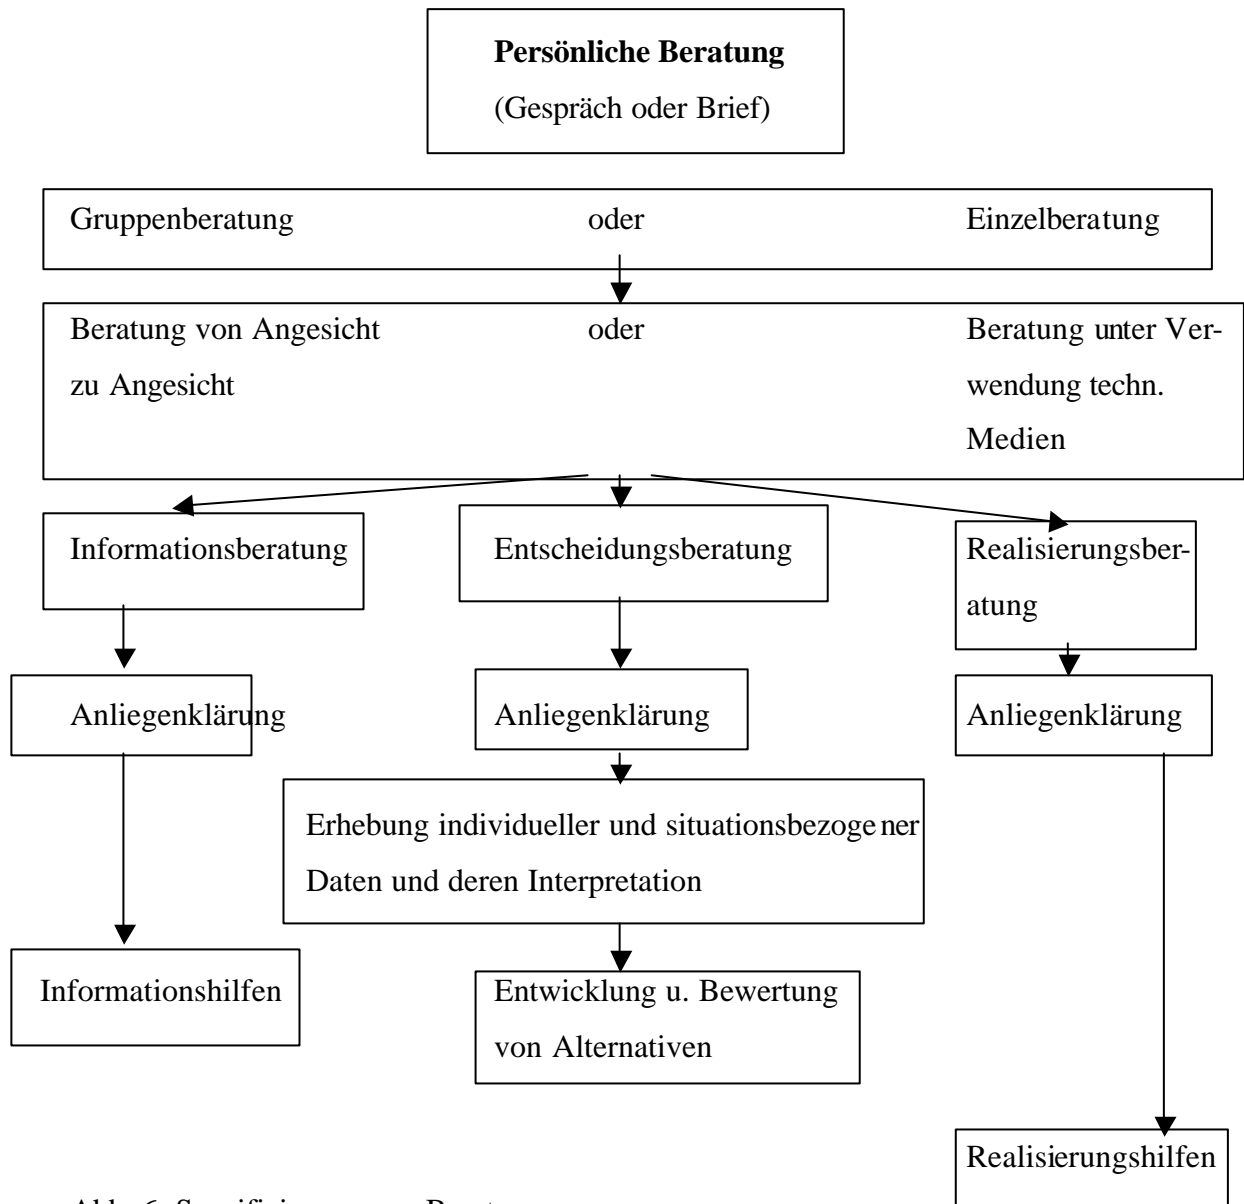 Persönliche Beratung
(Gespräch oder Brief)
Gruppenberatung oder Einzelberatung
Beratung von Angesicht oder Beratung unter Ver-
zu Angesicht wendung techn.
Medien
Informationsberatung Entscheidungsberatung Realisierungsber-
atung
Anliegenklärung Anliegenklärung Anliegenklärung
Erhebung individueller und situationsbezogener
Daten und deren Interpretation
Informationshilfen Entwicklung u. Bewertung
von Alternativen
Realisierungshilfen